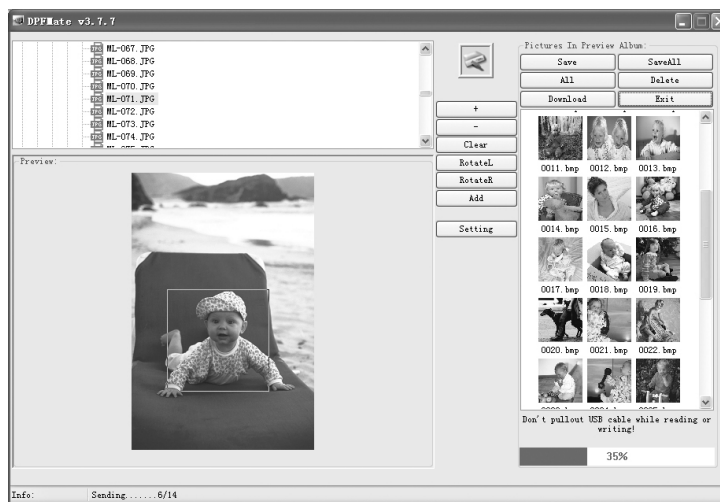 DPFMate v3.7.7
ML-067.JPG
ML-068.JPG
ML-069.JPG
ML-070.JPG
ML-071.JPG
ML-072.JPG
ML-073.JPG
ML-074.JPG
Preview:
+
-
Clear
RotateL
RotateR
Add
Setting
Pictures In Preview Album:
Save SaveAll
All Delete
Download Exit
0011.bmp 0012.bmp 0013.bmp
0014.bmp 0015.bmp 0016.bmp
0017.bmp 0018.bmp 0019.bmp
0020.bmp 0021.bmp 0022.bmp
Don't pullout USB cable while reading or
writing!
35%
Info: Sending.......6/14